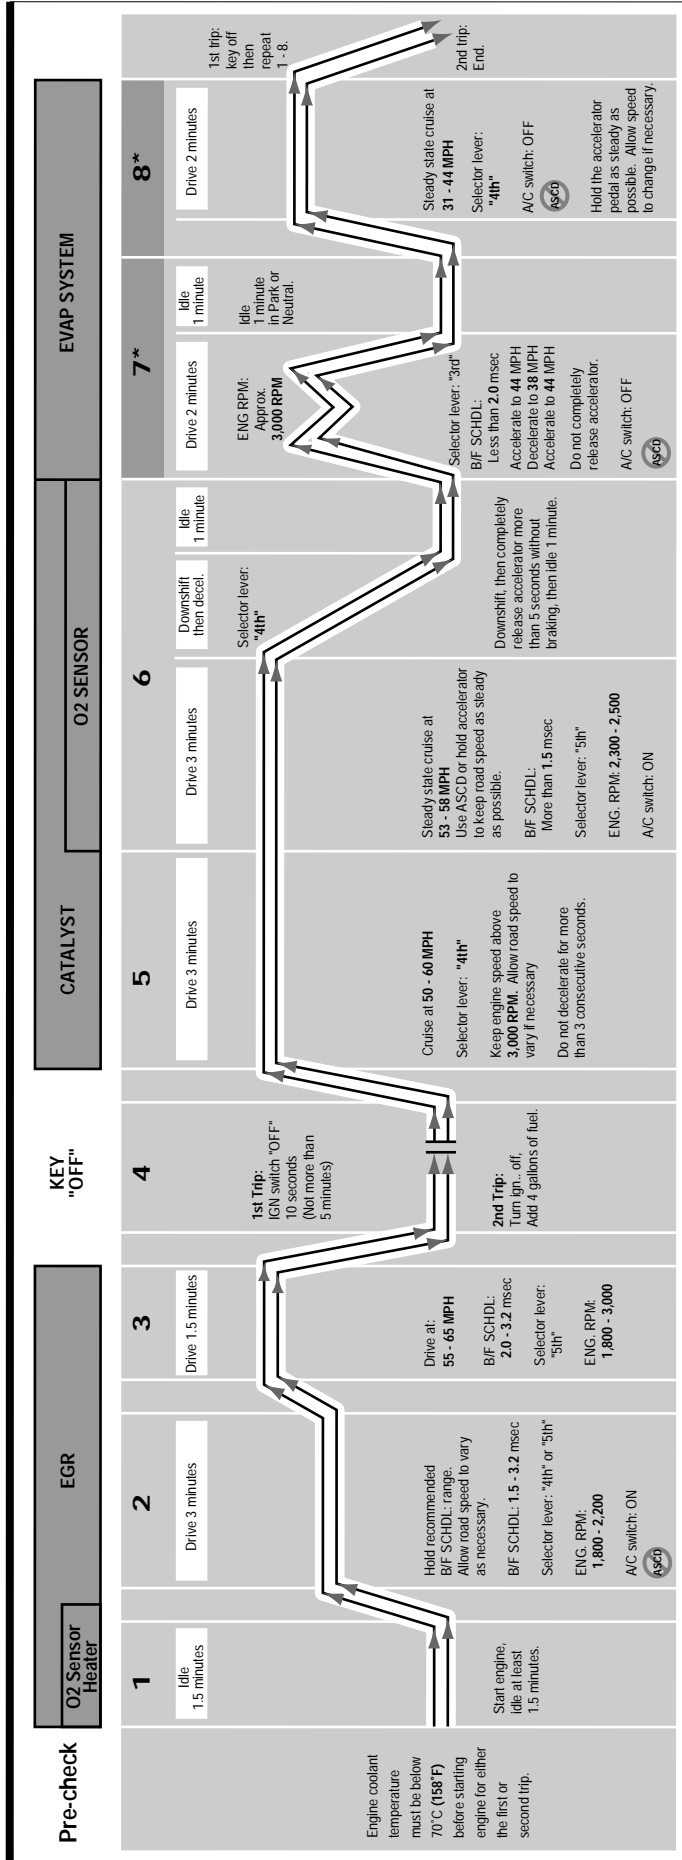 Pre-check
Engine coolant
temperature
must be below
70˚C (158˚F)
before starting
engine for either
the first or
second trip.
EGR
O2 Sensor
Heater
1
Idle
1.5 minutes
Start engine,
idle at least
1.5 minutes.
2
Drive 3 minutes
Hold recommended
B/F SCHDL: range.
Allow road speed to vary
as necessary.
B/F SCHDL: 1.5 - 3.2 msec
Selector lever: "4th" or "5th"
ENG. RPM:
1,800 - 2,200
A/C switch: ON
ASCD
3
Drive 1.5 minutes
Drive at:
55 - 65 MPH
B/F SCHDL:
2.0 - 3.2 msec
Selector lever:
"5th"
ENG. RPM:
1,800 - 3,000
KEY
"OFF"
4
1st Trip:
IGN switch "OFF"
10 seconds
(Not more than
5 minutes)
2nd Trip:
Turn ign.. off,
Add 4 gallons of fuel.
CATALYST
5
Drive 3 minutes
Cruise at 50 - 60 MPH
Selector lever: "4th"
Keep engine speed above
3,000 RPM. Allow road speed to
vary if necessary
Do not decelerate for more
than 3 consecutive seconds.
O2 SENSOR
6
Drive 3 minutes
Steady state cruise at
53 - 58 MPH
Use ASCD or hold accelerator
to keep road speed as steady
as possible.
B/F SCHDL:
More than 1.5 msec
Selector lever: "5th"
ENG. RPM: 2,300 - 2,500
A/C switch: ON
Downshift
then decel.
Selector lever:
"4th"
Idle
1 minute
Downshift, then completely
release accelerator more
than 5 seconds without
braking, then idle 1 minute.
EVAP SYSTEM
7*
Drive 2 minutes
ENG RPM:
Approx.
3,000 RPM
Selector lever: "3rd"
B/F SCHDL:
Less than 2.0 msec
Accelerate to 44 MPH
Decelerate to 38 MPH
Accelerate to 44 MPH
Do not completely
release accelerator.
A/C switch: OFF
ASCD
Idle
1 minute
Idle
1 minute
in Park or
Neutral.
8*
Drive 2 minutes
Steady state cruise at
31 - 44 MPH
Selector lever:
"4th"
A/C switch: OFF
ASCD
Hold the accelerator
pedal as steady as
possible. Allow speed
to change if necessary.
1st trip:
key off
then
repeat
1 - 8.
2nd trip:
End.